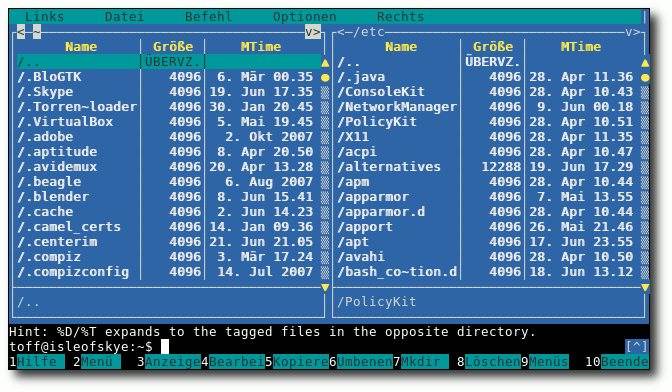 Links     Datei     Befehl     Optionen     Rechts
<─~                                  v>   <─/etc                              v>
Name │Größe │ MTime     Name │Größe │ MTime
/.. │ÜBERVZ.│     /.. │ÜBERVZ.│
/.BloGTK │ 4096│ 6. Mär 00.35     /.java │ 4096│28. Apr 11.36
/.Skype │ 4096│19. Jun 17.35     /ConsoleKit │ 4096│28. Apr 10.43
/.Torren~loader│ 4096│30. Jan 20.45     /NetworkManager│ 4096│ 9. Jun 00.18
/.VirtualBox │ 4096│ 5. Mai 19.45     /PolicyKit │ 4096│28. Apr 10.51
/.adobe │ 4096│ 2. Okt 2007     /X11 │ 4096│28. Apr 11.35
/.aptitude │ 4096│ 8. Apr 20.50     /acpi │ 4096│28. Apr 10.47
/.avidemux │ 4096│20. Apr 13.28     /alternatives │ 12288│19. Jun 17.29
/.beagle │ 4096│ 6. Aug 2007     /apm │ 4096│28. Apr 10.44
/.blender │ 4096│ 8. Jun 15.41     /apparmor │ 4096│ 7. Mai 13.55
/.cache │ 4096│ 2. Jun 14.23     /apparmor.d │ 4096│28. Apr 10.44
/.camel_certs │ 4096│14. Jan 09.36     /apport │ 4096│26. Mai 21.46
/.centerim │ 4096│21. Jun 21.05     /apt │ 4096│17. Jun 23.55
/.compiz │ 4096│ 3. Mär 17.24     /avahi │ 4096│28. Apr 10.50
/.compizconfig │ 4096│14. Jul 2007     /bash_co~tion.d│ 4096│18. Jun 13.12
/..     /PolicyKit
Hint: %D/%T expands to the tagged files in the opposite directory.
toff@isleofskye:~$ [^]
1Hilfe 2Menü 3Anzeige4Bearbei5Kopiere6Umbenen7Mkdir 8Löschen9Menüs 10Beende